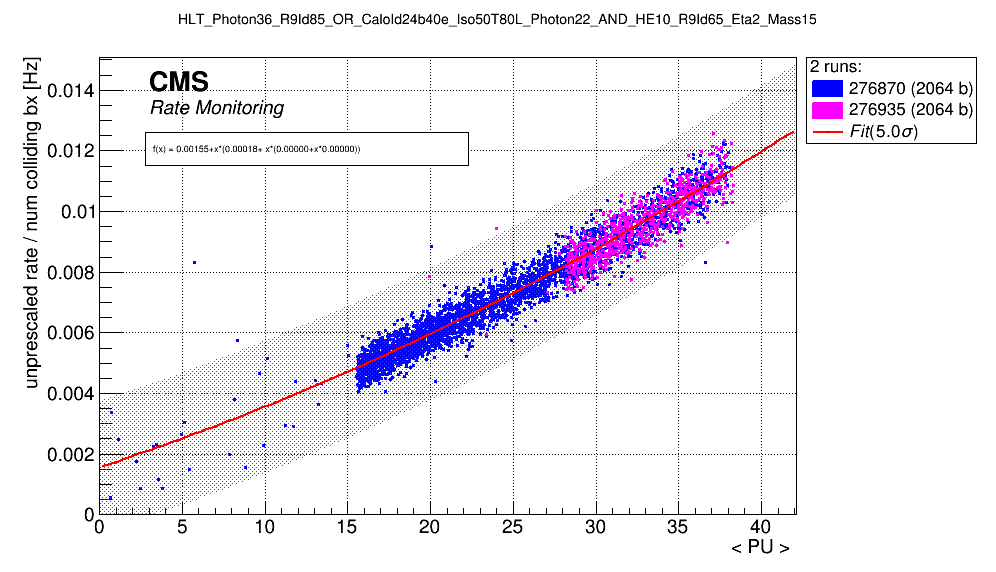 HLT_Photon36_R9Id85_OR_CaloId24b40e_Iso50T80L_Photon22_AND_HE10_R9Id65_Eta2_Mass15
CMS
Rate Monitoring
f(x) = 0.00155+x*(0.00018+ x*(0.00000+x*0.00000))
2 runs:
276870 (2064 b)
276935 (2064 b)
Fit(5.0σ)
unprescaled rate / num colliding bx [Hz]
0.014
0.012
0.01
0.008
0.006
0.004
0.002
0
0 5 10 15 20 25 30 35 40
< PU >